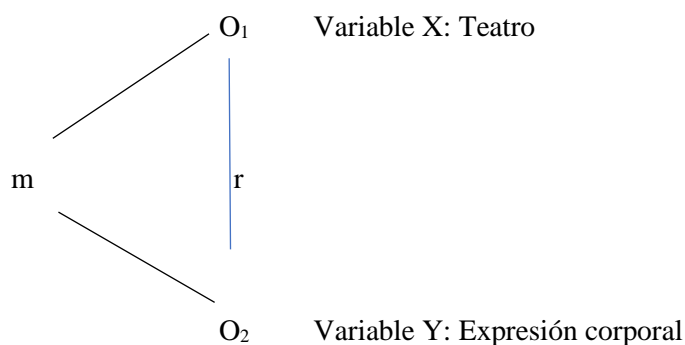 O₁ Variable X: Teatro
m r
O₂ Variable Y: Expresión corporal